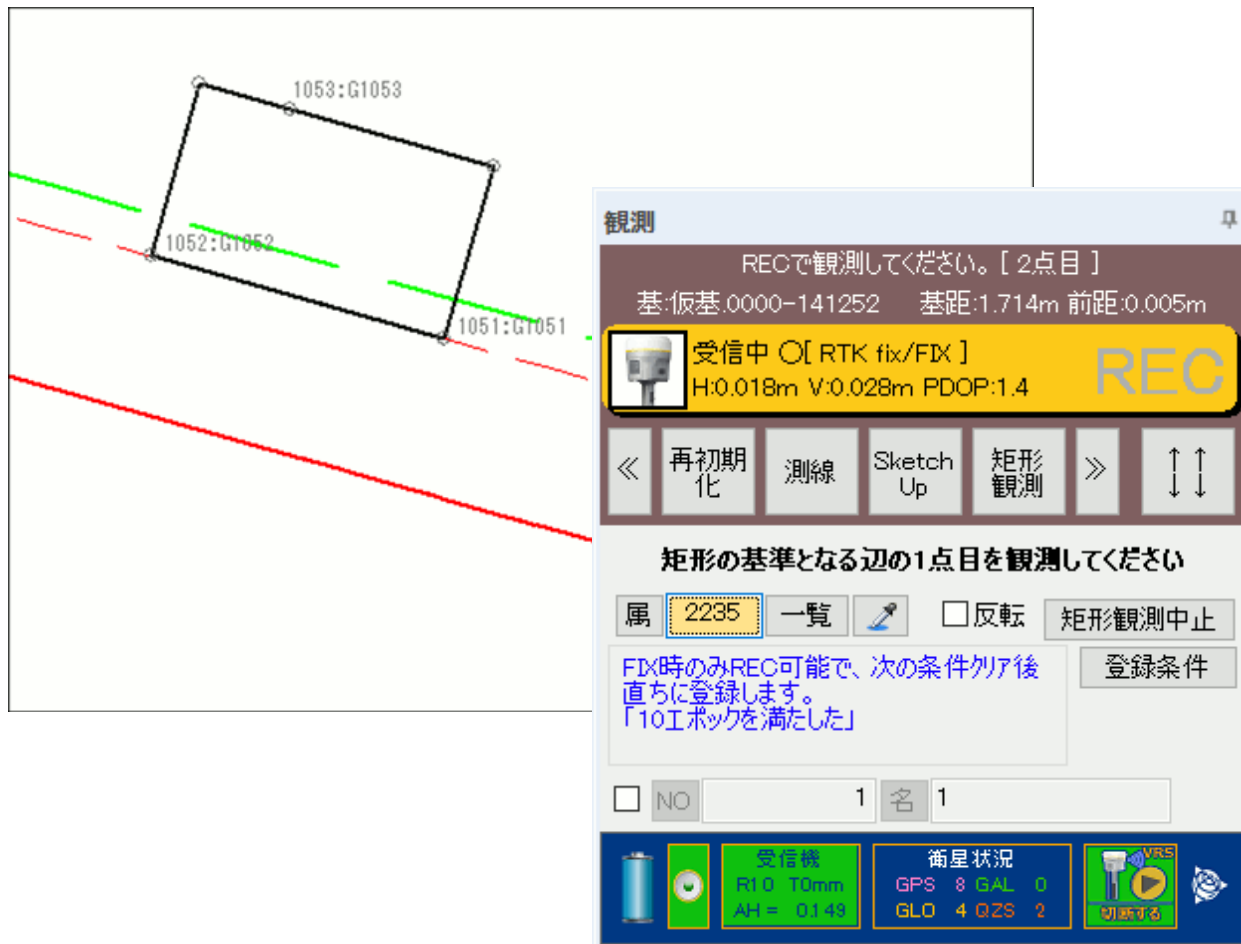 1053:G1053
1052:G1052
1051:G1051
観測
RECで観測してください。[ 2点目 ]
基:仮基.0000-141252 基距:1.714m 前距:0.005m
受信中 〇[ RTK fix/FIX ]
H:0.018m V:0.028m PDOP:1.4
REC
≪
再初期
化
測線
Sketch
Up
矩形
観測
≫
↑↑
↓↓
矩形の基準となる辺の1点目を観測してください
属 2235 一覧 反転 矩形観測中止
FIX時のみREC可能で、次の条件クリア後
直ちに登録します。
「10エポックを満たした」
登録条件
NO 1 名 1
受信機
R10 T0mm
AH = 0.149
衛星状況
GPS 8 GAL 0
GLO 4 QZS 2
VRS
切断する